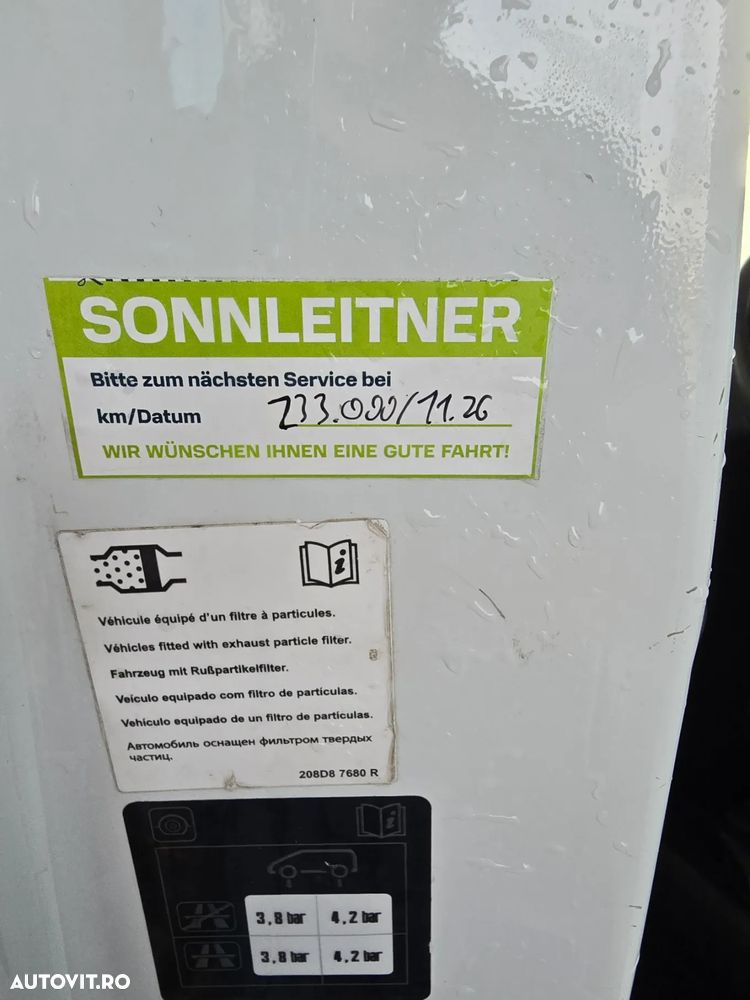 SONNLEITNER
Bitte zum nächsten Service bei
km/Datum 233.000/11.26
WIR WÜNSCHEN IHNEN EINE GUTE FAHRT!
Véhicule équipé d'un filtre à particules.
Véhicles fitted with exhaust particle filter.
Fahrzeug mit Rußpartikelfilter.
Veículo equipado com filtro de partículas.
Vehículo equipado de un filtro de partículas.
Автомобиль оснащен фильтром твердых
частиц.
208D8 7680 R
3,8 bar 4,2 bar
3,8 bar 4,2 bar
AUTOVIT.RO